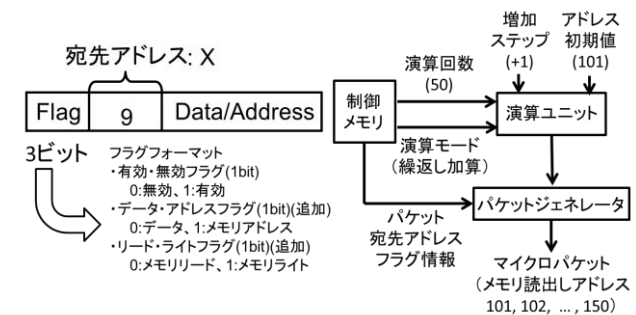 宛先アドレス: X
Flag
9
Data/Address
3ビット
フラグフォーマット
・有効・無効フラグ(1bit)
0:無効、1:有効
・データ・アドレスフラグ(1bit)(追加)
0:データ、1:メモリアドレス
・リード・ライトフラグ(1bit)(追加)
0:メモリリード、1:メモリライト
制御
メモリ
演算回数
(50)
演算モード
(繰返し加算)
増加
ステップ
(+1)
アドレス
初期値
(101)
演算ユニット
パケット
宛先アドレス
フラグ情報
パケットジェネレータ
マイクロパケット
(メモリ読出しアドレス
101, 102, … , 150)